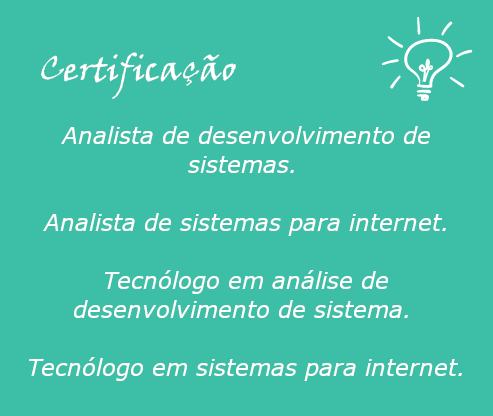 Certificação
Analista de desenvolvimento de
sistemas.
Analista de sistemas para internet.
Tecnólogo em análise de
desenvolvimento de sistema.
Tecnólogo em sistemas para internet.